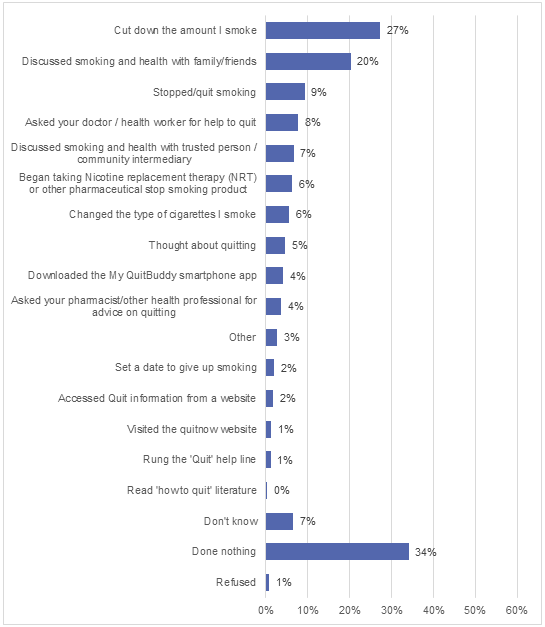 Cut down the amount I smoke 27%
Discussed smoking and health with family/friends 20%
Stopped/quit smoking 9%
Asked your doctor / health worker for help to quit 8%
Discussed smoking and health with trusted person /
community intermediary 7%
Began taking Nicotine replacement therapy (NRT)
or other pharmaceutical stop smoking product 6%
Changed the type of cigarettes I smoke 6%
Thought about quitting 5%
Downloaded the My QuitBuddy smartphone app 4%
Asked your pharmacist/other health professional for
advice on quitting 4%
Other 3%
Set a date to give up smoking 2%
Accessed Quit information from a website 2%
Visited the quitnow website 1%
Rung the 'Quit' help line 1%
Read 'how to quit' literature 0%
Don't know 7%
Done nothing 34%
Refused 1%
0% 10% 20% 30% 40% 50% 60%